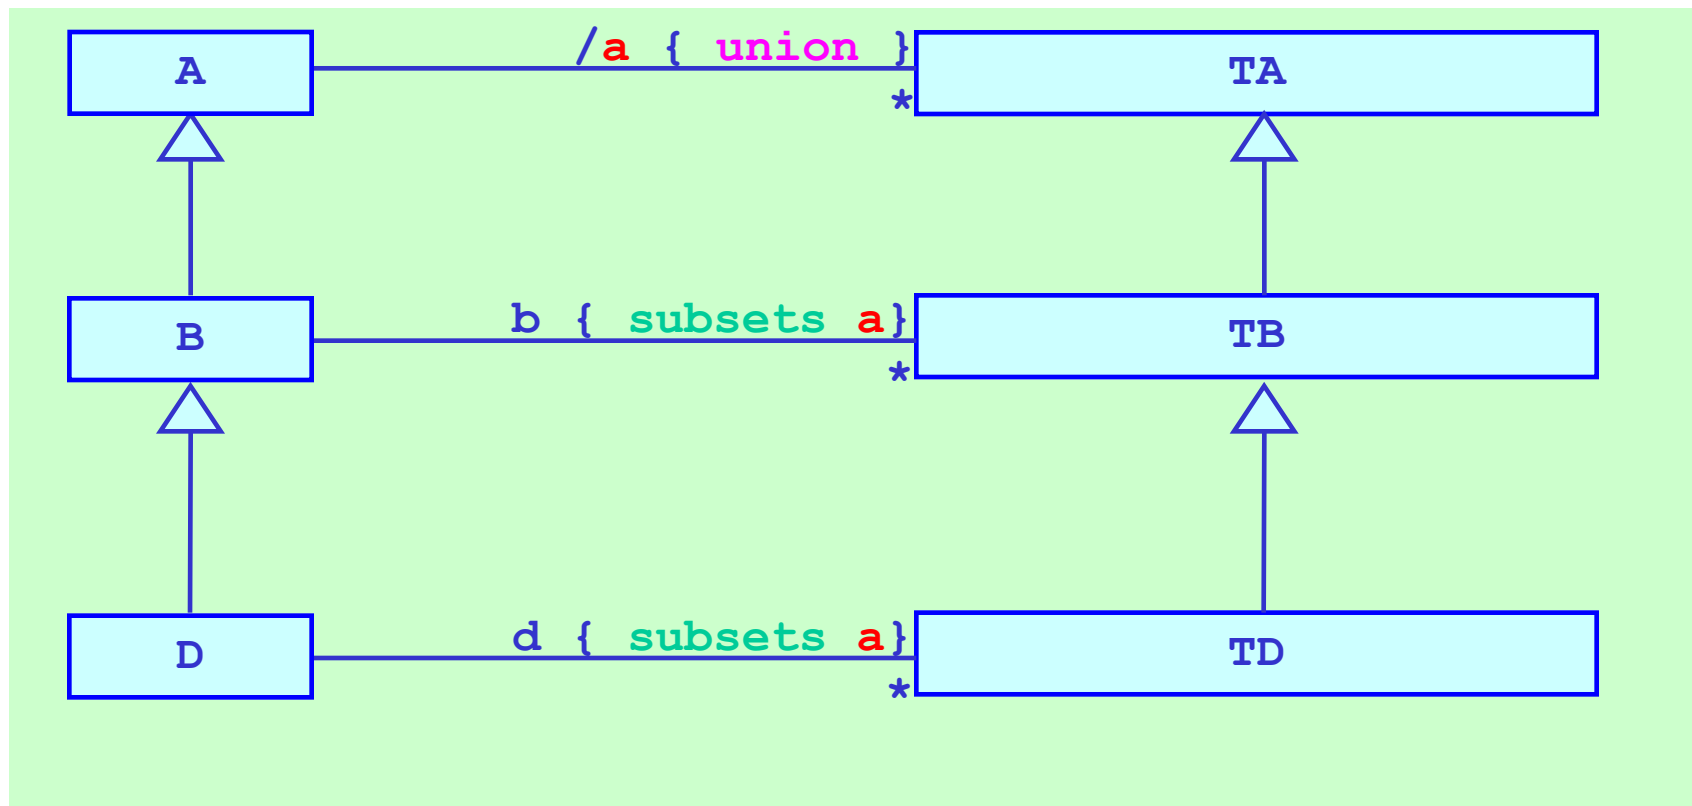 A /a { union } TA
*
B b { subsets a} TB
*
D d { subsets a} TD
*